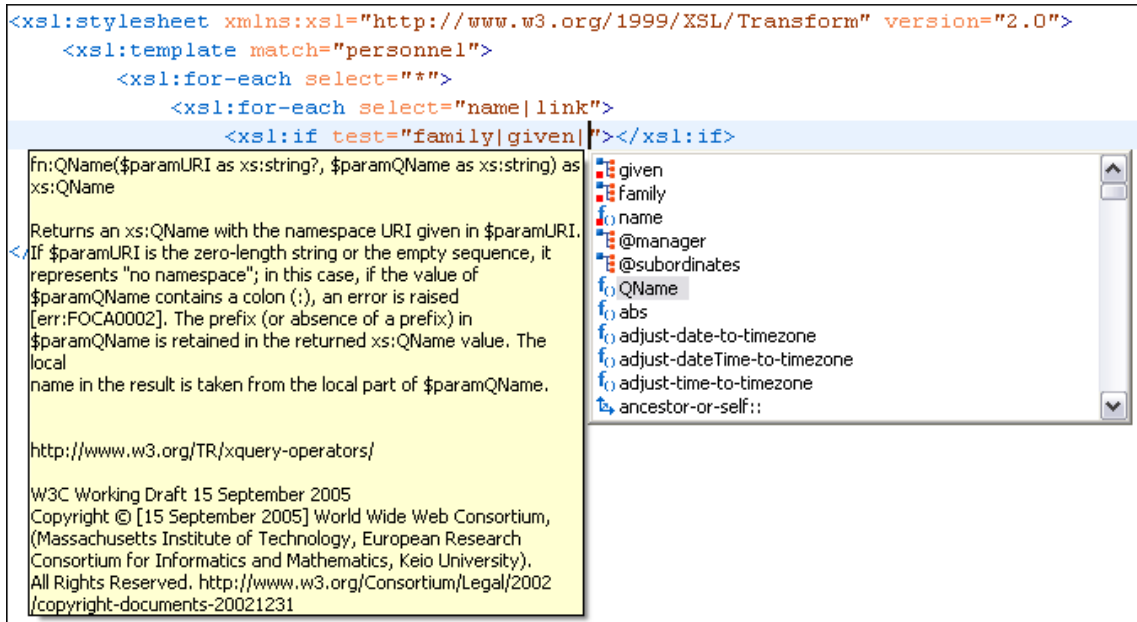 <xsl:stylesheet xmlns:xsl="http://www.w3.org/1999/XSL/Transform" version="2.0">
<xsl:template match="personnel">
<xsl:for-each select="*">
<xsl:for-each select="name|link">
<xsl:if test="family|given|"></xsl:if>
fn:QName($paramURI as xs:string?, $paramQName as xs:string) as
xs:QName
Returns an xs:QName with the namespace URI given in $paramURI.
</
If $paramURI is the zero-length string or the empty sequence, it
represents "no namespace"; in this case, if the value of
$paramQName contains a colon (:), an error is raised
[err:FOCA0002]. The prefix (or absence of a prefix) in
$paramQName is retained in the returned xs:QName value. The
local
name in the result is taken from the local part of $paramQName.
http://www.w3.org/TR/xquery-operators/
W3C Working Draft 15 September 2005
Copyright © [15 September 2005] World Wide Web Consortium,
(Massachusetts Institute of Technology, European Research
Consortium for Informatics and Mathematics, Keio University).
All Rights Reserved. http://www.w3.org/Consortium/Legal/2002
/copyright-documents-20021231
given
family
name
@manager
@subordinates
QName
abs
adjust-date-to-timezone
adjust-dateTime-to-timezone
adjust-time-to-timezone
ancestor-or-self::